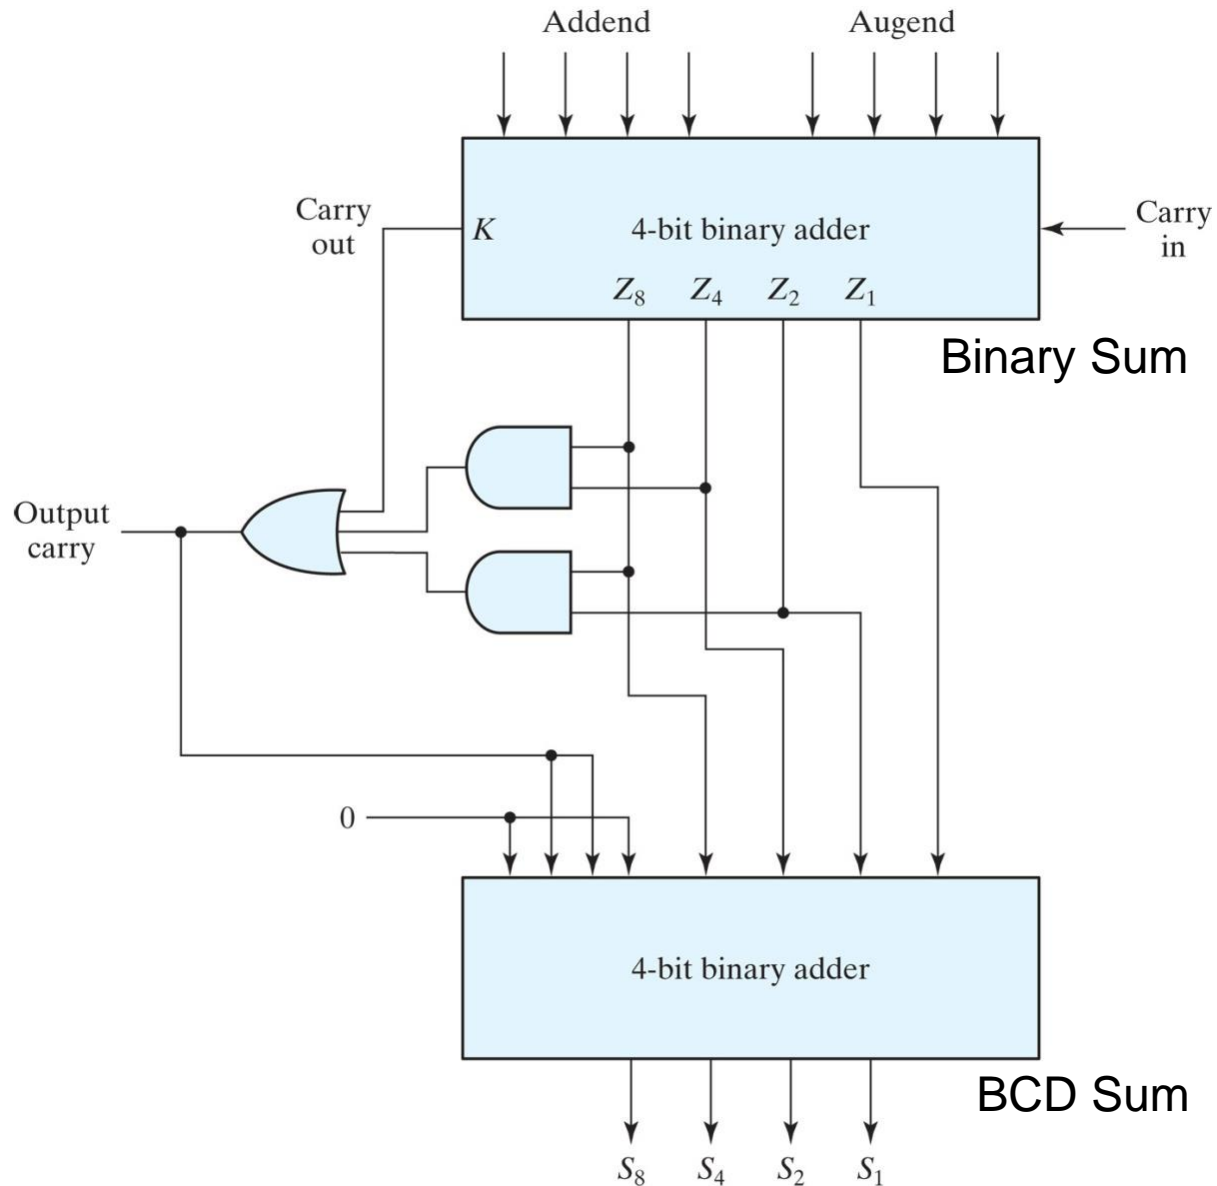 Addend Augend
Carry
out
K
4-bit binary adder
Carry
in
Z8 Z4 Z2 Z1
Binary Sum
Output
carry
0
4-bit binary adder
BCD Sum
S8 S4 S2 S1